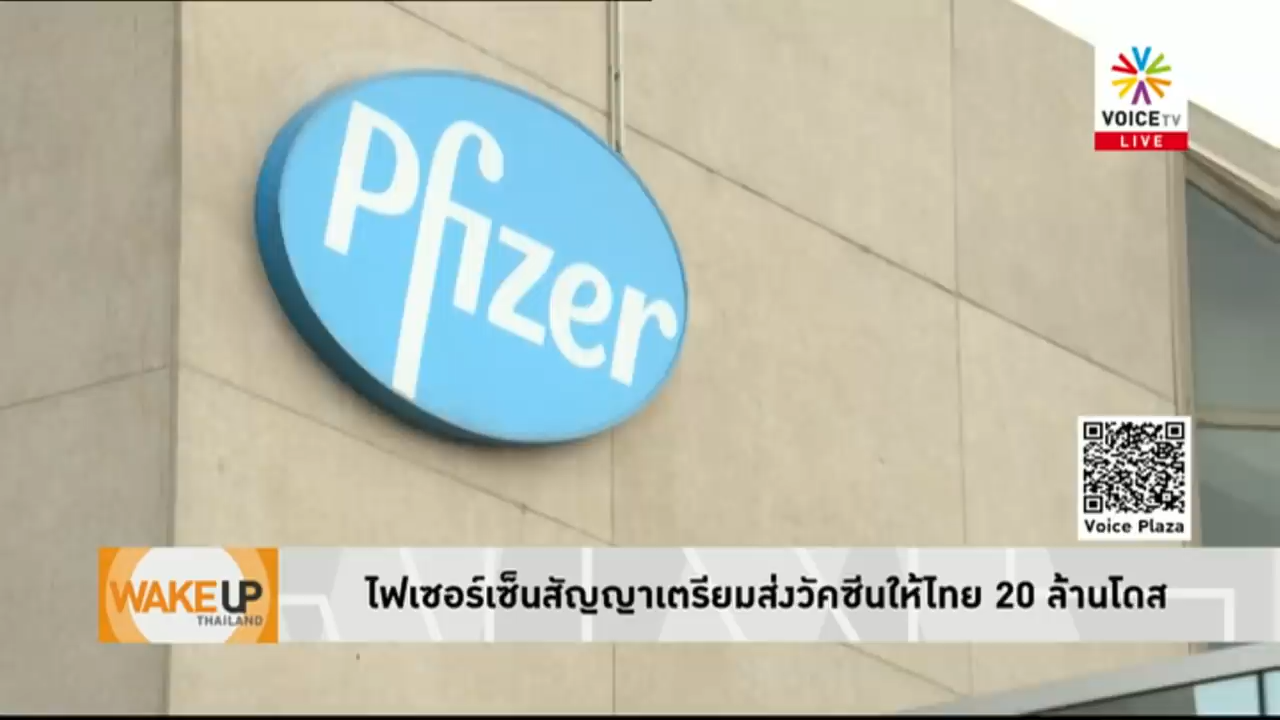 Pfizer
VOICE TV
LIVE
Voice Plaza
WAKE UP
THAILAND
ไฟเซอร์เซ็นสัญญาเตรียมส่งวัคซีนให้ไทย 20 ล้านโดส